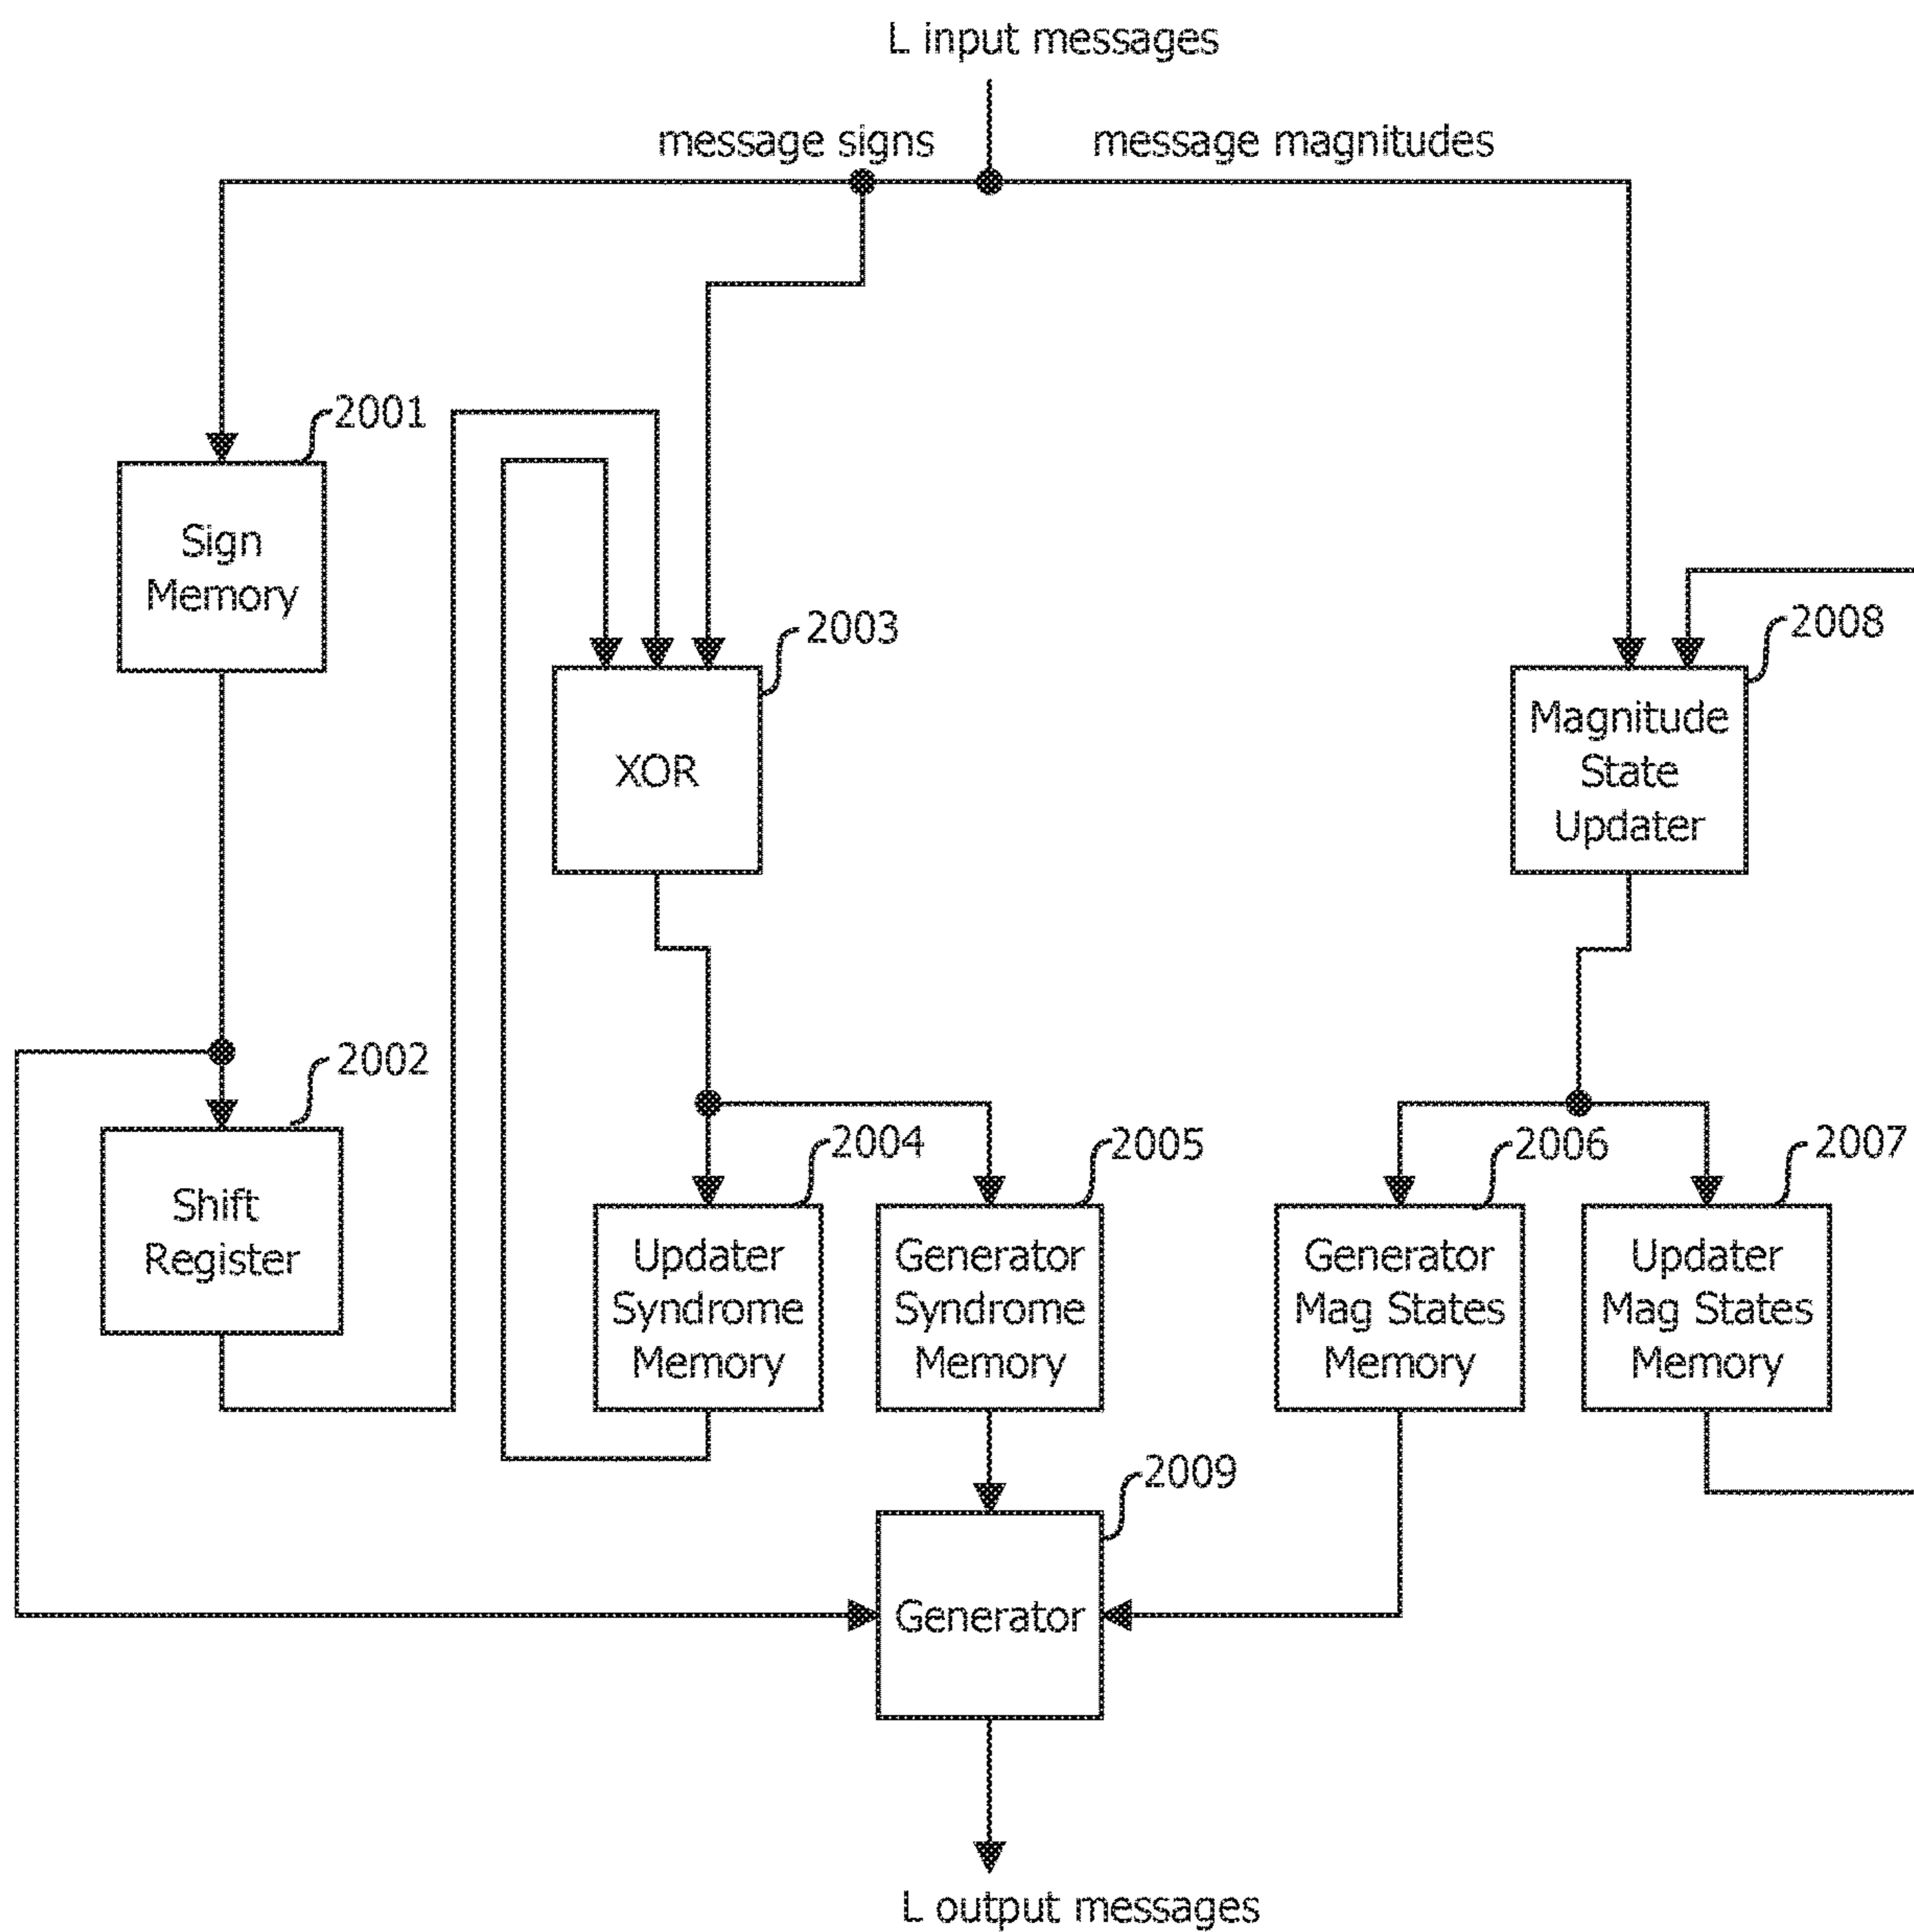 L input messages
message signs
message magnitudes
2001
Sign
Memory
2003
XOR
2008
Magnitude
State
Updater
2002
Shift
Register
2004
Updater
Syndrome
Memory
2005
Generator
Syndrome
Memory
2006
Generator
Mag States
Memory
2007
Updater
Mag States
Memory
2009
Generator
L output messages